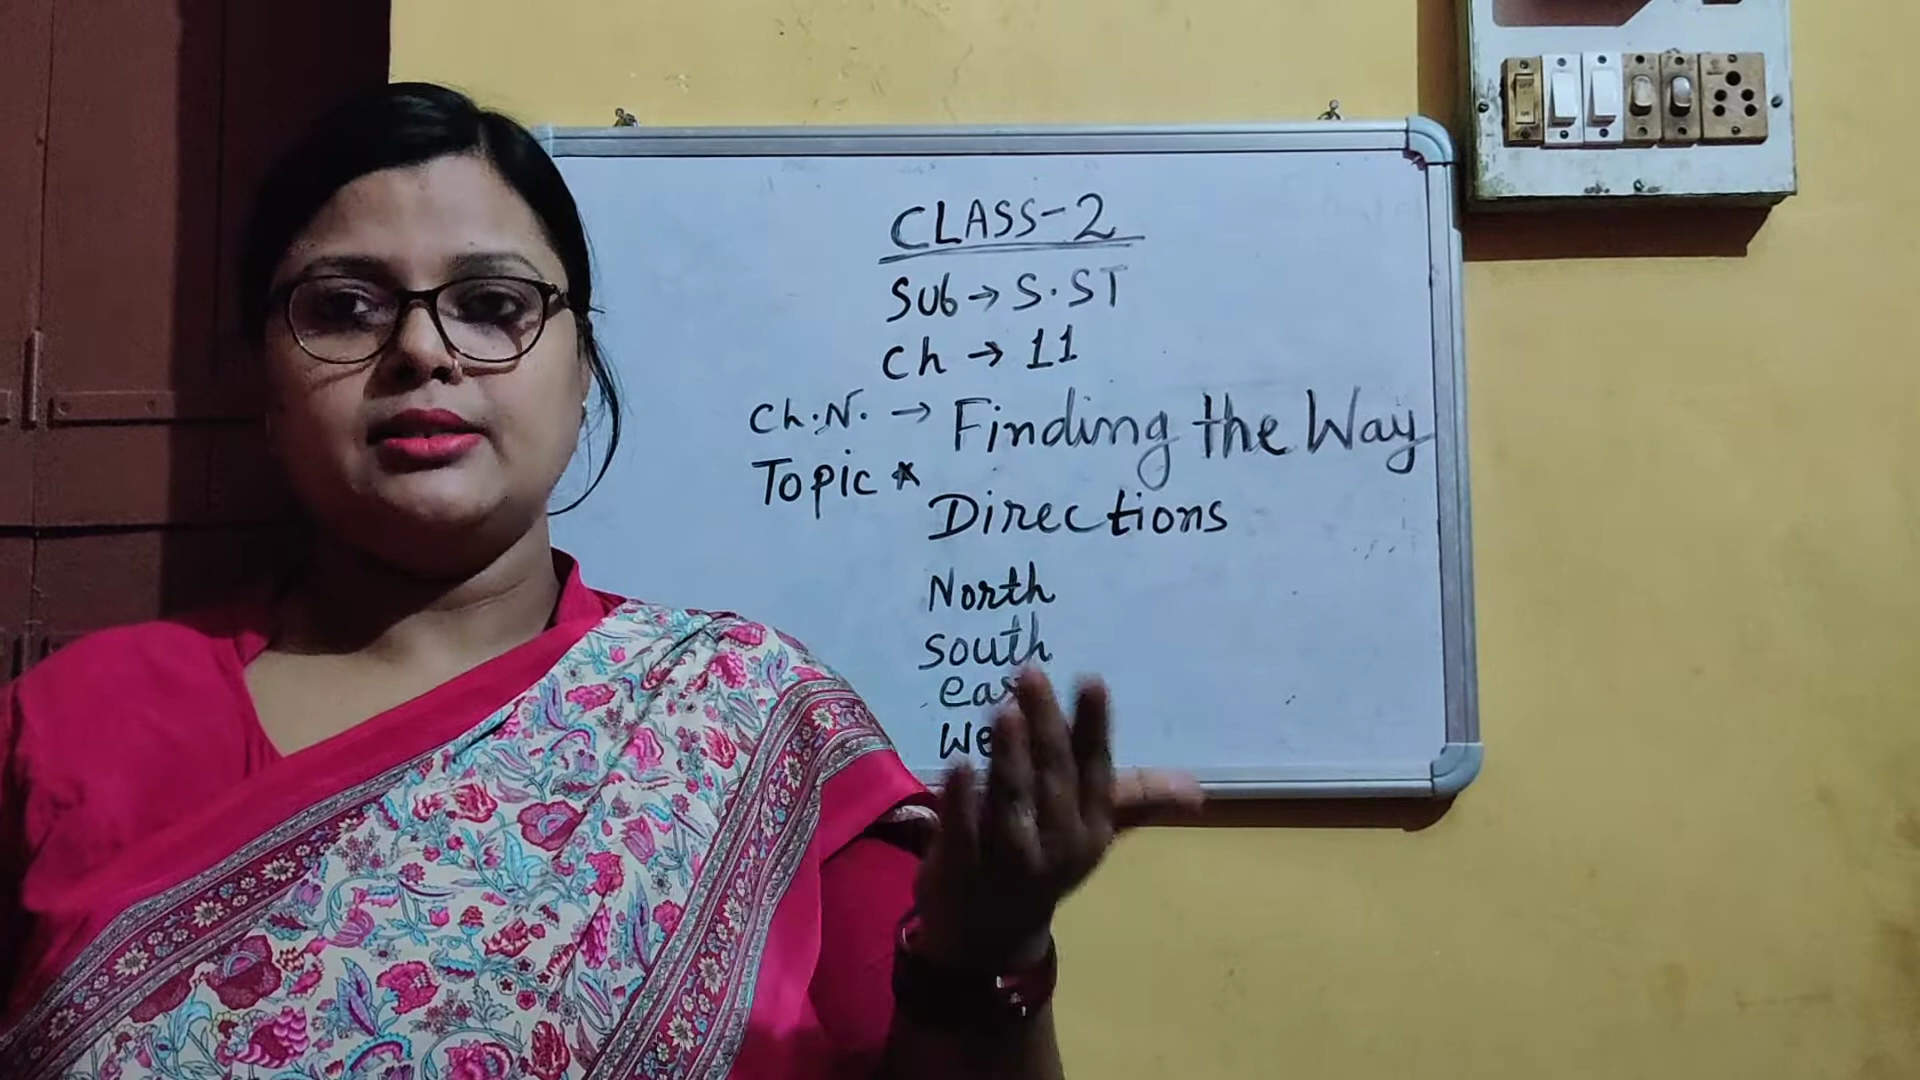 CLASS-2
Sub → S.ST
Ch → 11
Ch.N. → Finding the Way
Topic *
Directions
North
South